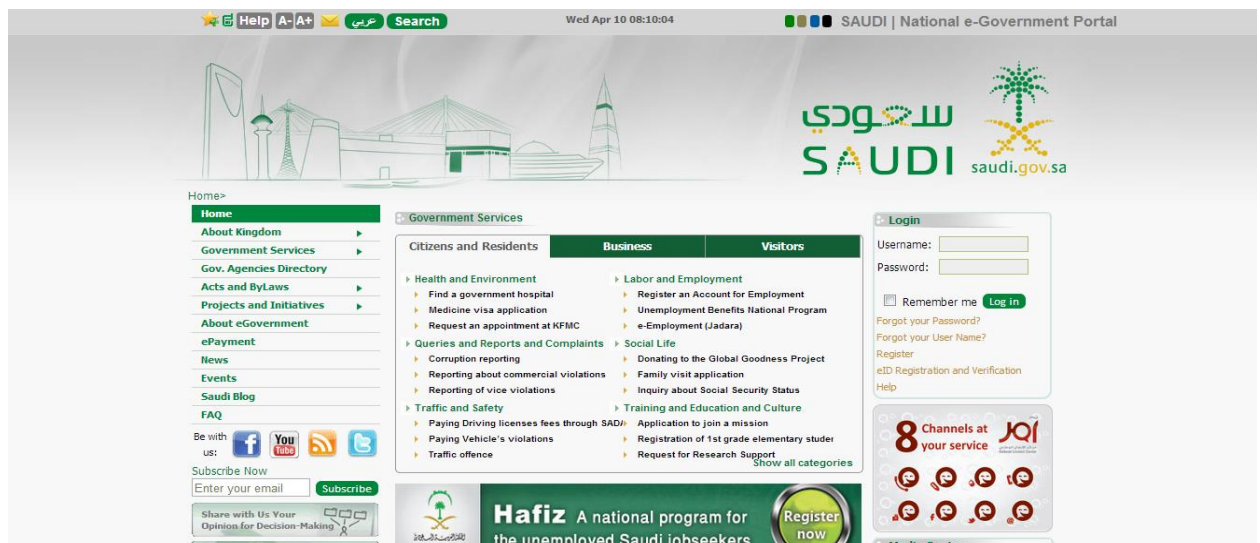 Help A- A+ عربي Search
Wed Apr 10 08:10:04
SAUDI | National e-Government Portal
سعودي
SAUDI
saudi.gov.sa
Home>
Home
About Kingdom
Government Services
Gov. Agencies Directory
Acts and ByLaws
Projects and Initiatives
About eGovernment
ePayment
News
Events
Saudi Blog
FAQ
Be with us:
You Tube
Subscribe Now
Enter your email
Subscribe
Share with Us Your
Opinion for Decision-Making
Government Services
Citizens and Residents
Business
Visitors
Health and Environment
Find a government hospital
Medicine visa application
Request an appointment at KFMC
Queries and Reports and Complaints
Corruption reporting
Reporting about commercial violations
Reporting of vice violations
Traffic and Safety
Paying Driving licenses fees through SADA
Paying Vehicle's violations
Traffic offence
Labor and Employment
Register an Account for Employment
Unemployment Benefits National Program
e-Employment (Jadara)
Social Life
Donating to the Global Goodness Project
Family visit application
Inquiry about Social Security Status
Training and Education and Culture
Application to join a mission
Registration of 1st grade elementary studer
Request for Research Support
Show all categories
Hafiz A national program for
the unemployed Saudi jobseekers
Register
now
Login
Username:
Password:
Remember me Log in
Forgot your Password?
Forgot your User Name?
Register
eID Registration and Verification
Help
8 Channels at
your service